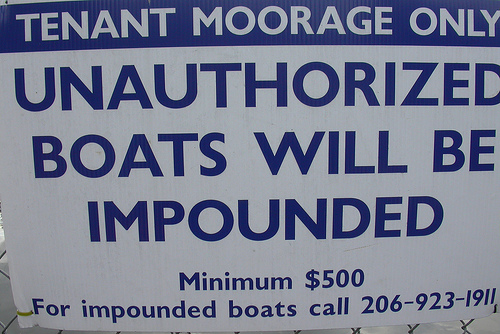 TENANT MOORAGE ONLY
UNAUTHORIZED
BOATS WILL BE
IMPOUNDED
Minimum $500
For impounded boats call 206-923-1911